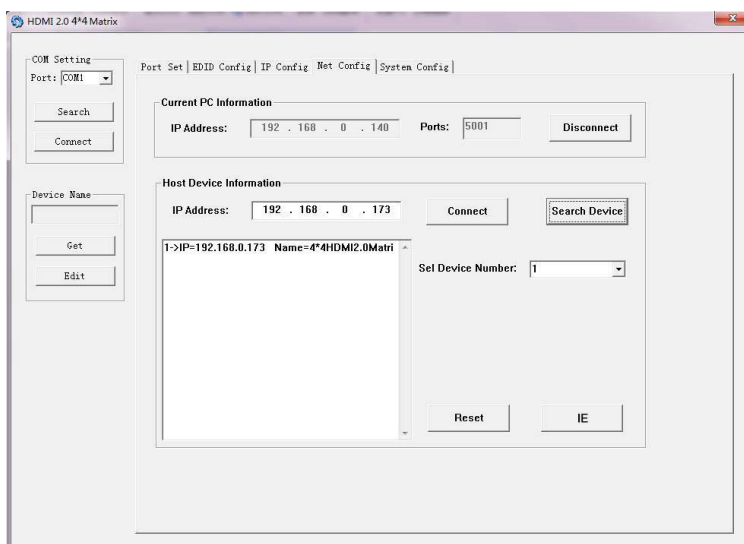 HDMI 2.0 4*4 Matrix
COM Setting
Port: COM1
Search
Connect
Device Name
Get
Edit
Port Set EDID Config IP Config Net Config System Config
Current PC Information
IP Address: 192 . 168 . 0 . 140 Ports: 5001 Disconnect
Host Device Information
IP Address: 192 . 168 . 0 . 173 Connect Search Device
1->IP=192.168.0.173 Name=4*4HDMI2.0Matri
Sel Device Number: 1
Reset IE